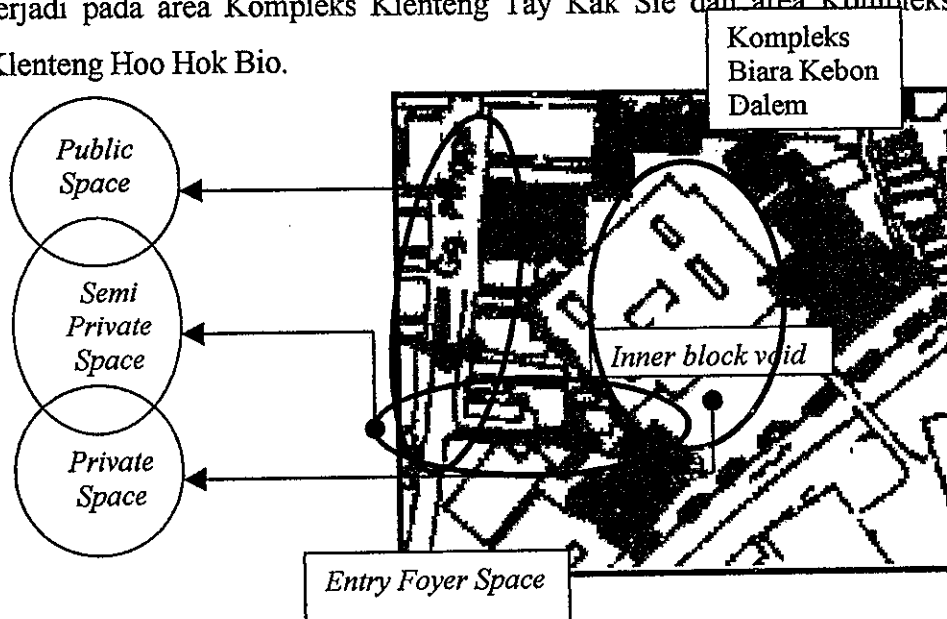 erjadi pada area Kompleks Klenteng Tay Kak Sie dan area Kompleks
Klenteng Hoo Hok Bio.
Kompleks
Biara Kebon
Dalem
Public
Space
Semi
Private
Space
Private
Space
Inner block void
Entry Foyer Space